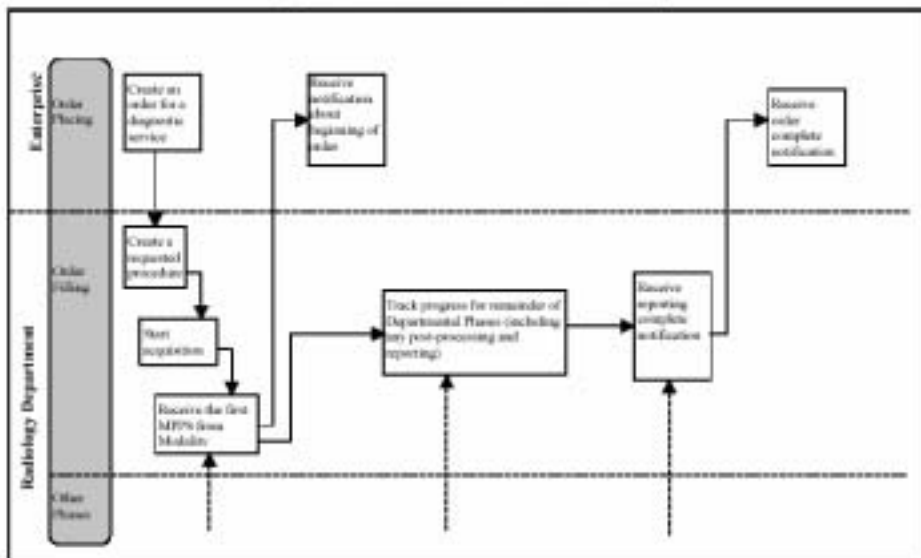 Enterprise
Order
Placing
Create an
order for a
diagnostic
service
Receive
notification
about
beginning of
order
Receive
order
complete
notification
Radiology Department
Order
Filling
Create a
requested
procedure
Start
acquisition
Receive the first
MPPS from
Modality
Track progress for remainder of
Departmental Phases (including
any post-processing and
reporting)
Receive
reporting
complete
notification
Other
Phases